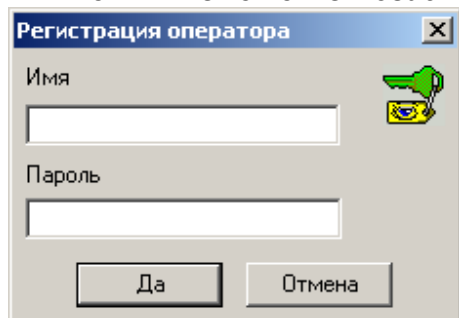 Регистрация оператора
Имя
Пароль
Да
Отмена